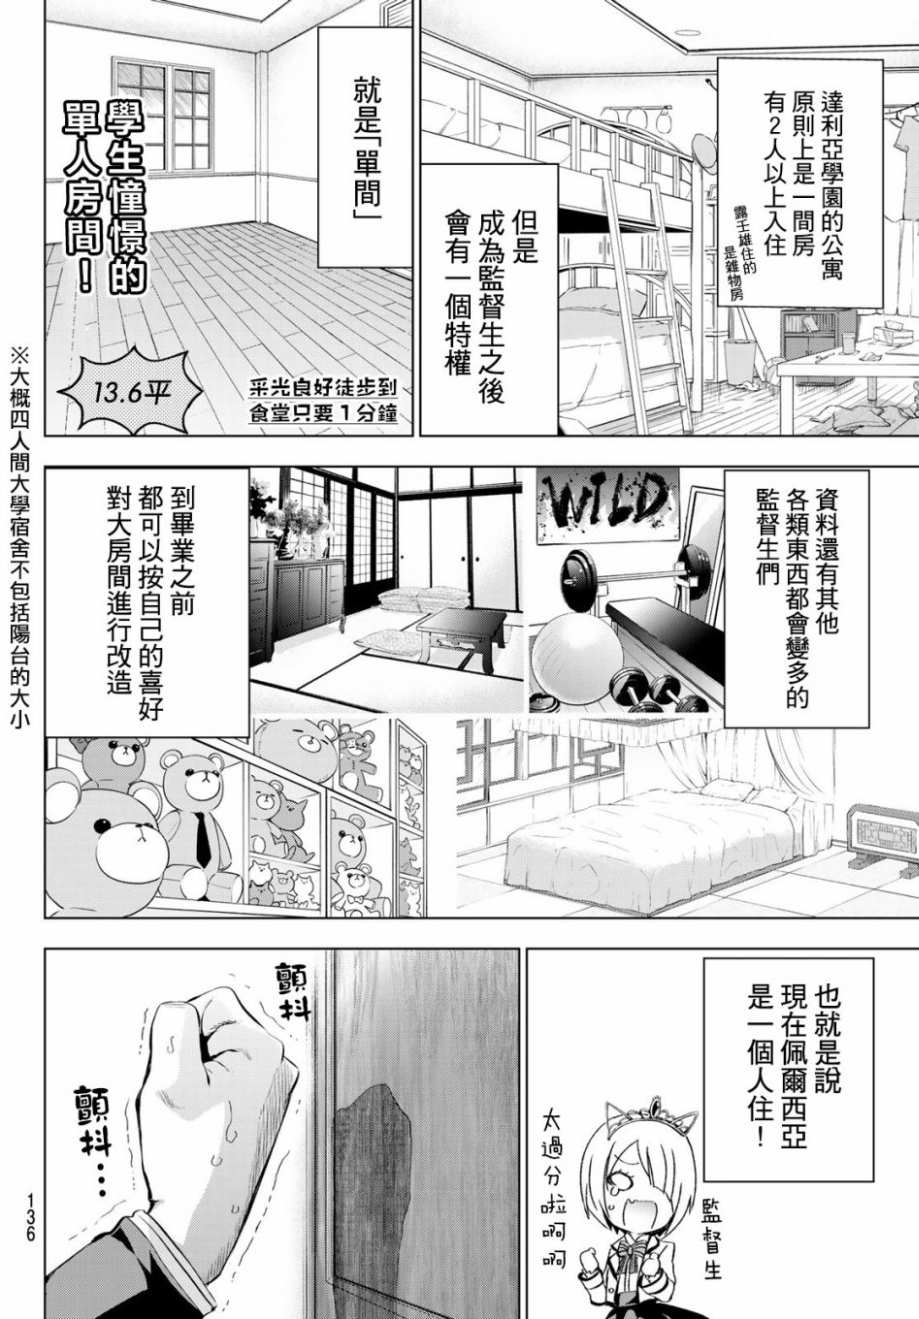 達利亞學園的公寓
原則上是一間房
有2人以上入住
露壬雄住的
是雜物房
但是
成為監督生之後
會有一個特權
就是「單間」
學生憧憬的
單人房間！
13.6平
采光良好徒步到
食堂只要1分鐘
※大概四人間大學宿舍不包括陽台的大小
資料還有其他
各類東西都會變多的
監督生們
WILD
到畢業之前
都可以按自己的喜好
對大房間進行改造
也就是說
現在佩爾西亞
是一個人住！
監督生
太過分啦啊啊
顫抖
顫抖…
136